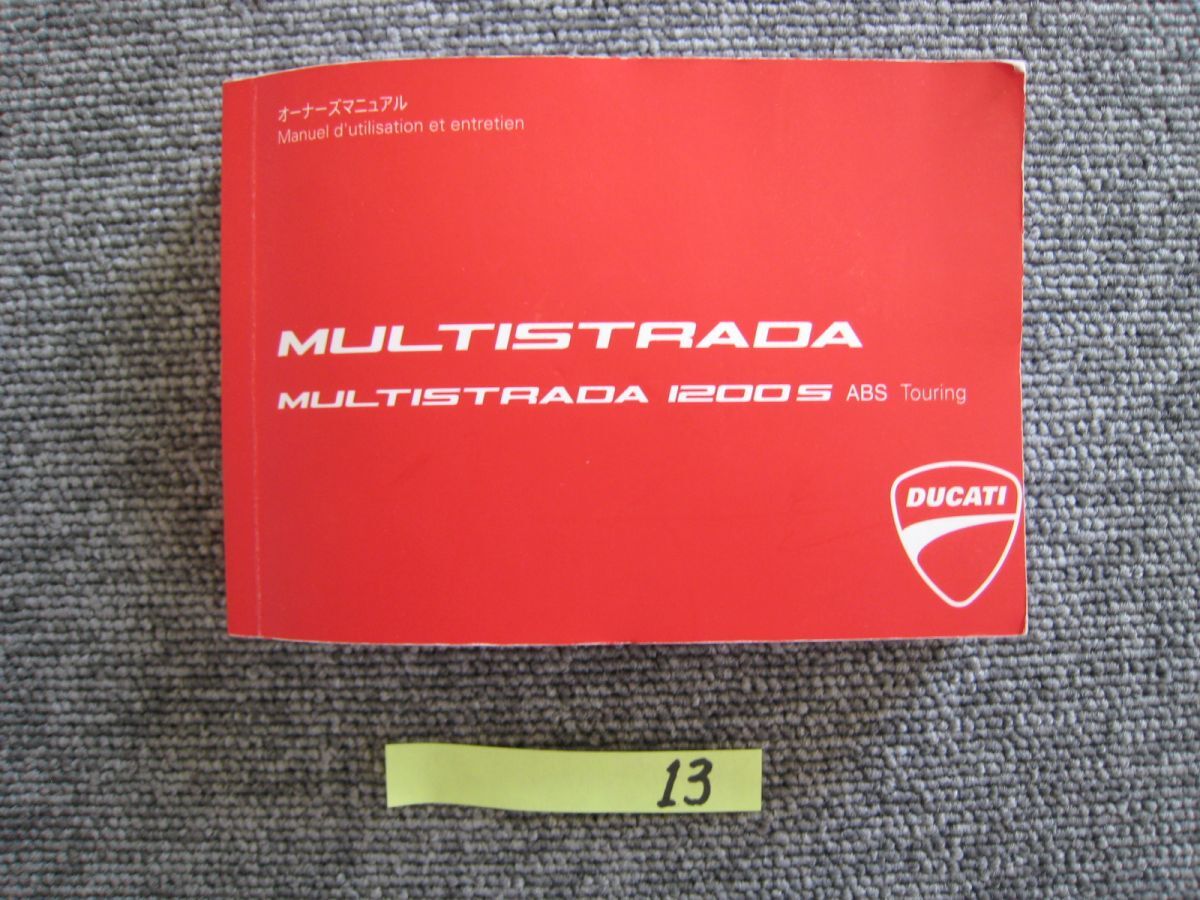 オーナーズマニュアル
Manuel d'utilisation et entretien
MULTISTRADA
MULTISTRADA 1200S ABS Touring
DUCATI
13